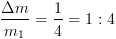 Δm/m₁ = 1/4 = 1 : 4